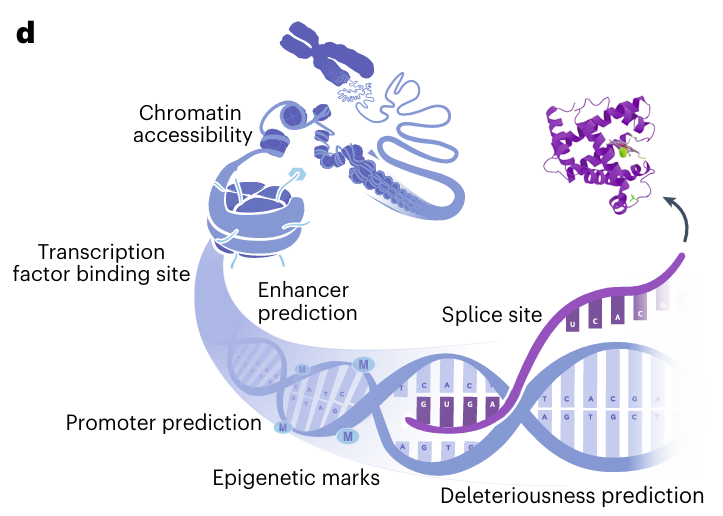 d
Chromatin
accessibility
Transcription
factor binding site
Enhancer
prediction
Splice site
U C A C G
M M
A T C
G T A G
T C A C
G U G A
T C A C G A
A G T G C T
Promoter prediction
M M
A G T G
Epigenetic marks
Deleteriousness prediction